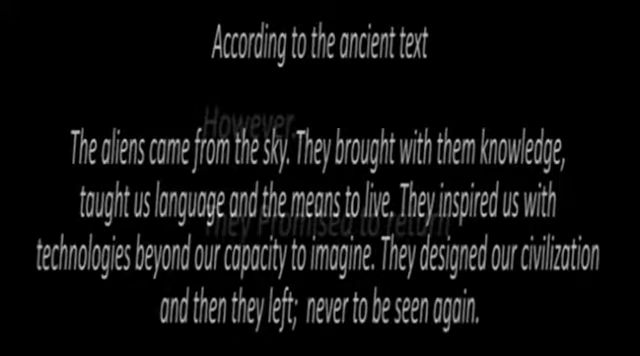 According to the ancient text
However,
The aliens came from the sky. They brought with them knowledge,
taught us language and the means to live. They inspired us with
They Promised to return
technologies beyond our capacity to imagine. They designed our civilization
and then they left;  never to be seen again.